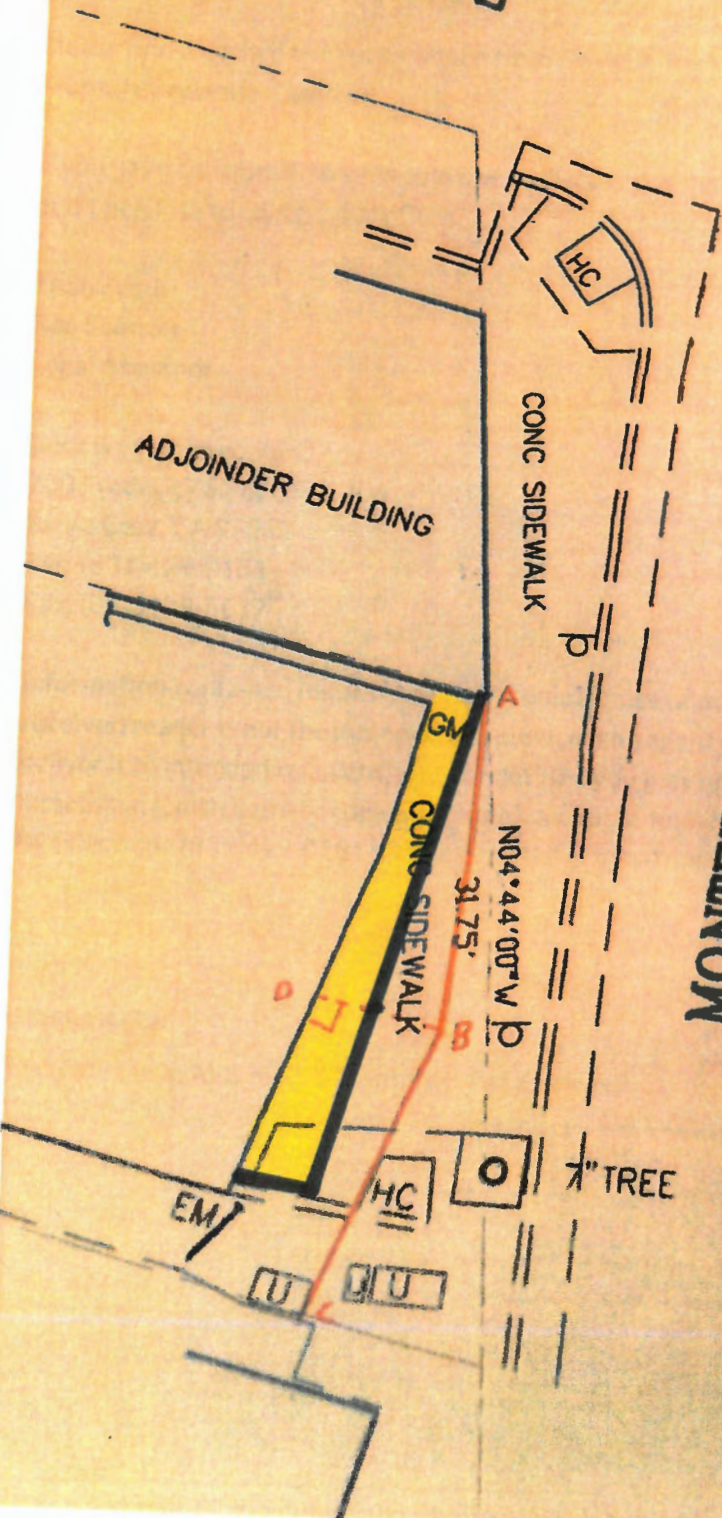 HC
CONC SIDEWALK
ADJOINDER BUILDING
A
GM
CONC SIDEWALK
31.75'
N04°44'00"W
D
B
HC
TREE
EM
U
U
C